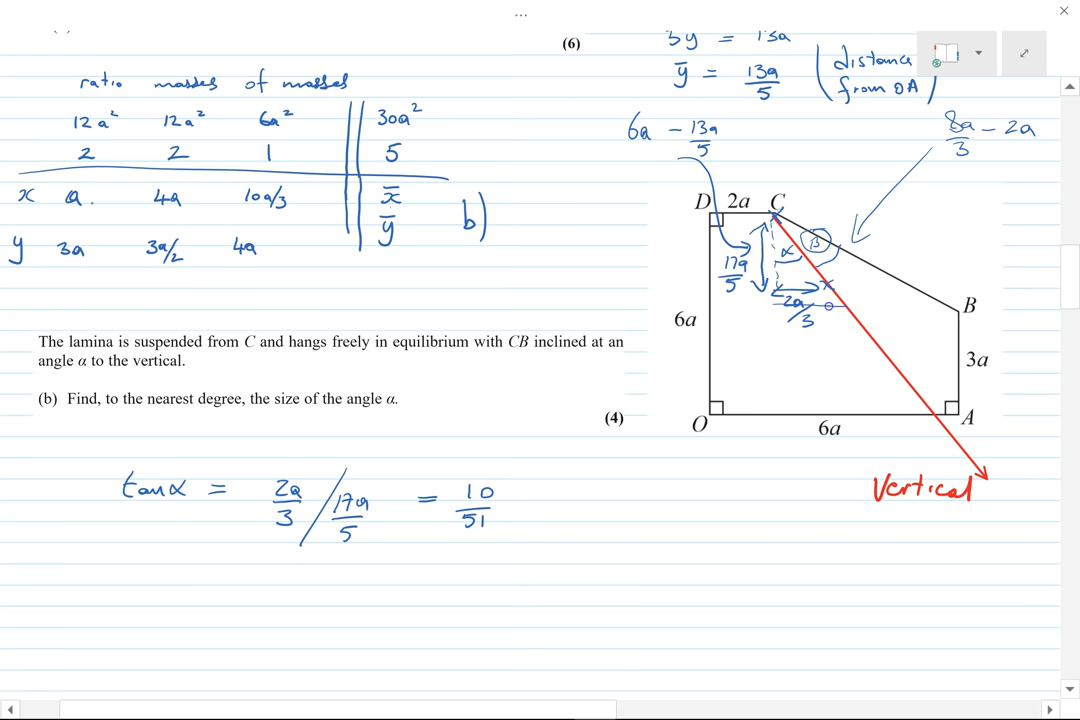 (6)
5y = 13a
ȳ = 13a/5 (distance from OA)
ratio masses of masses
12a² 12a² 6a² 30a²
2 2 1 5
x a. 4a 10a/3 x̄
y 3a 3a/2 4a ȳ
b)
6a - 13a/5
8a/3 - 2a
D 2a C
α B
17a/5
2a/3
6a
B
3a
O 6a A
Vertical
The lamina is suspended from C and hangs freely in equilibrium with CB inclined at an
angle α to the vertical.
(b) Find, to the nearest degree, the size of the angle α.
(4)
tanα = 2a/3 / 17a/5 = 10/51